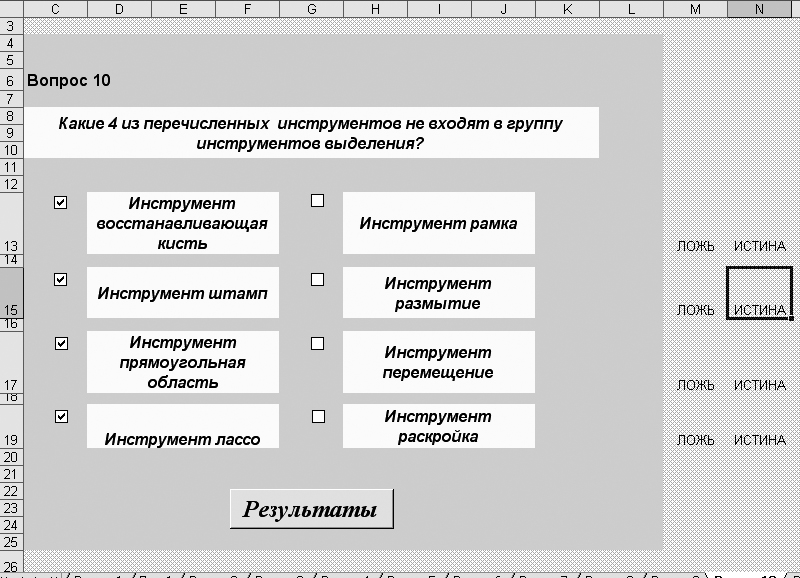 C D E F G H I J K L M N
3
4
5
6 Вопрос 10
7
8 Какие 4 из перечисленных инструментов не входят в группу
9 инструментов выделения?
10
11
12
Инструмент
восстанавливающая
кисть
Инструмент рамка
13 ЛОЖЬ ИСТИНА
14
Инструмент штамп
Инструмент
размытие
15 ЛОЖЬ ИСТИНА
16
Инструмент
прямоугольная
область
Инструмент
перемещение
17 ЛОЖЬ ИСТИНА
18
Инструмент лассо
Инструмент
раскройка
19 ЛОЖЬ ИСТИНА
20
21
22
23 Результаты
24
25
26